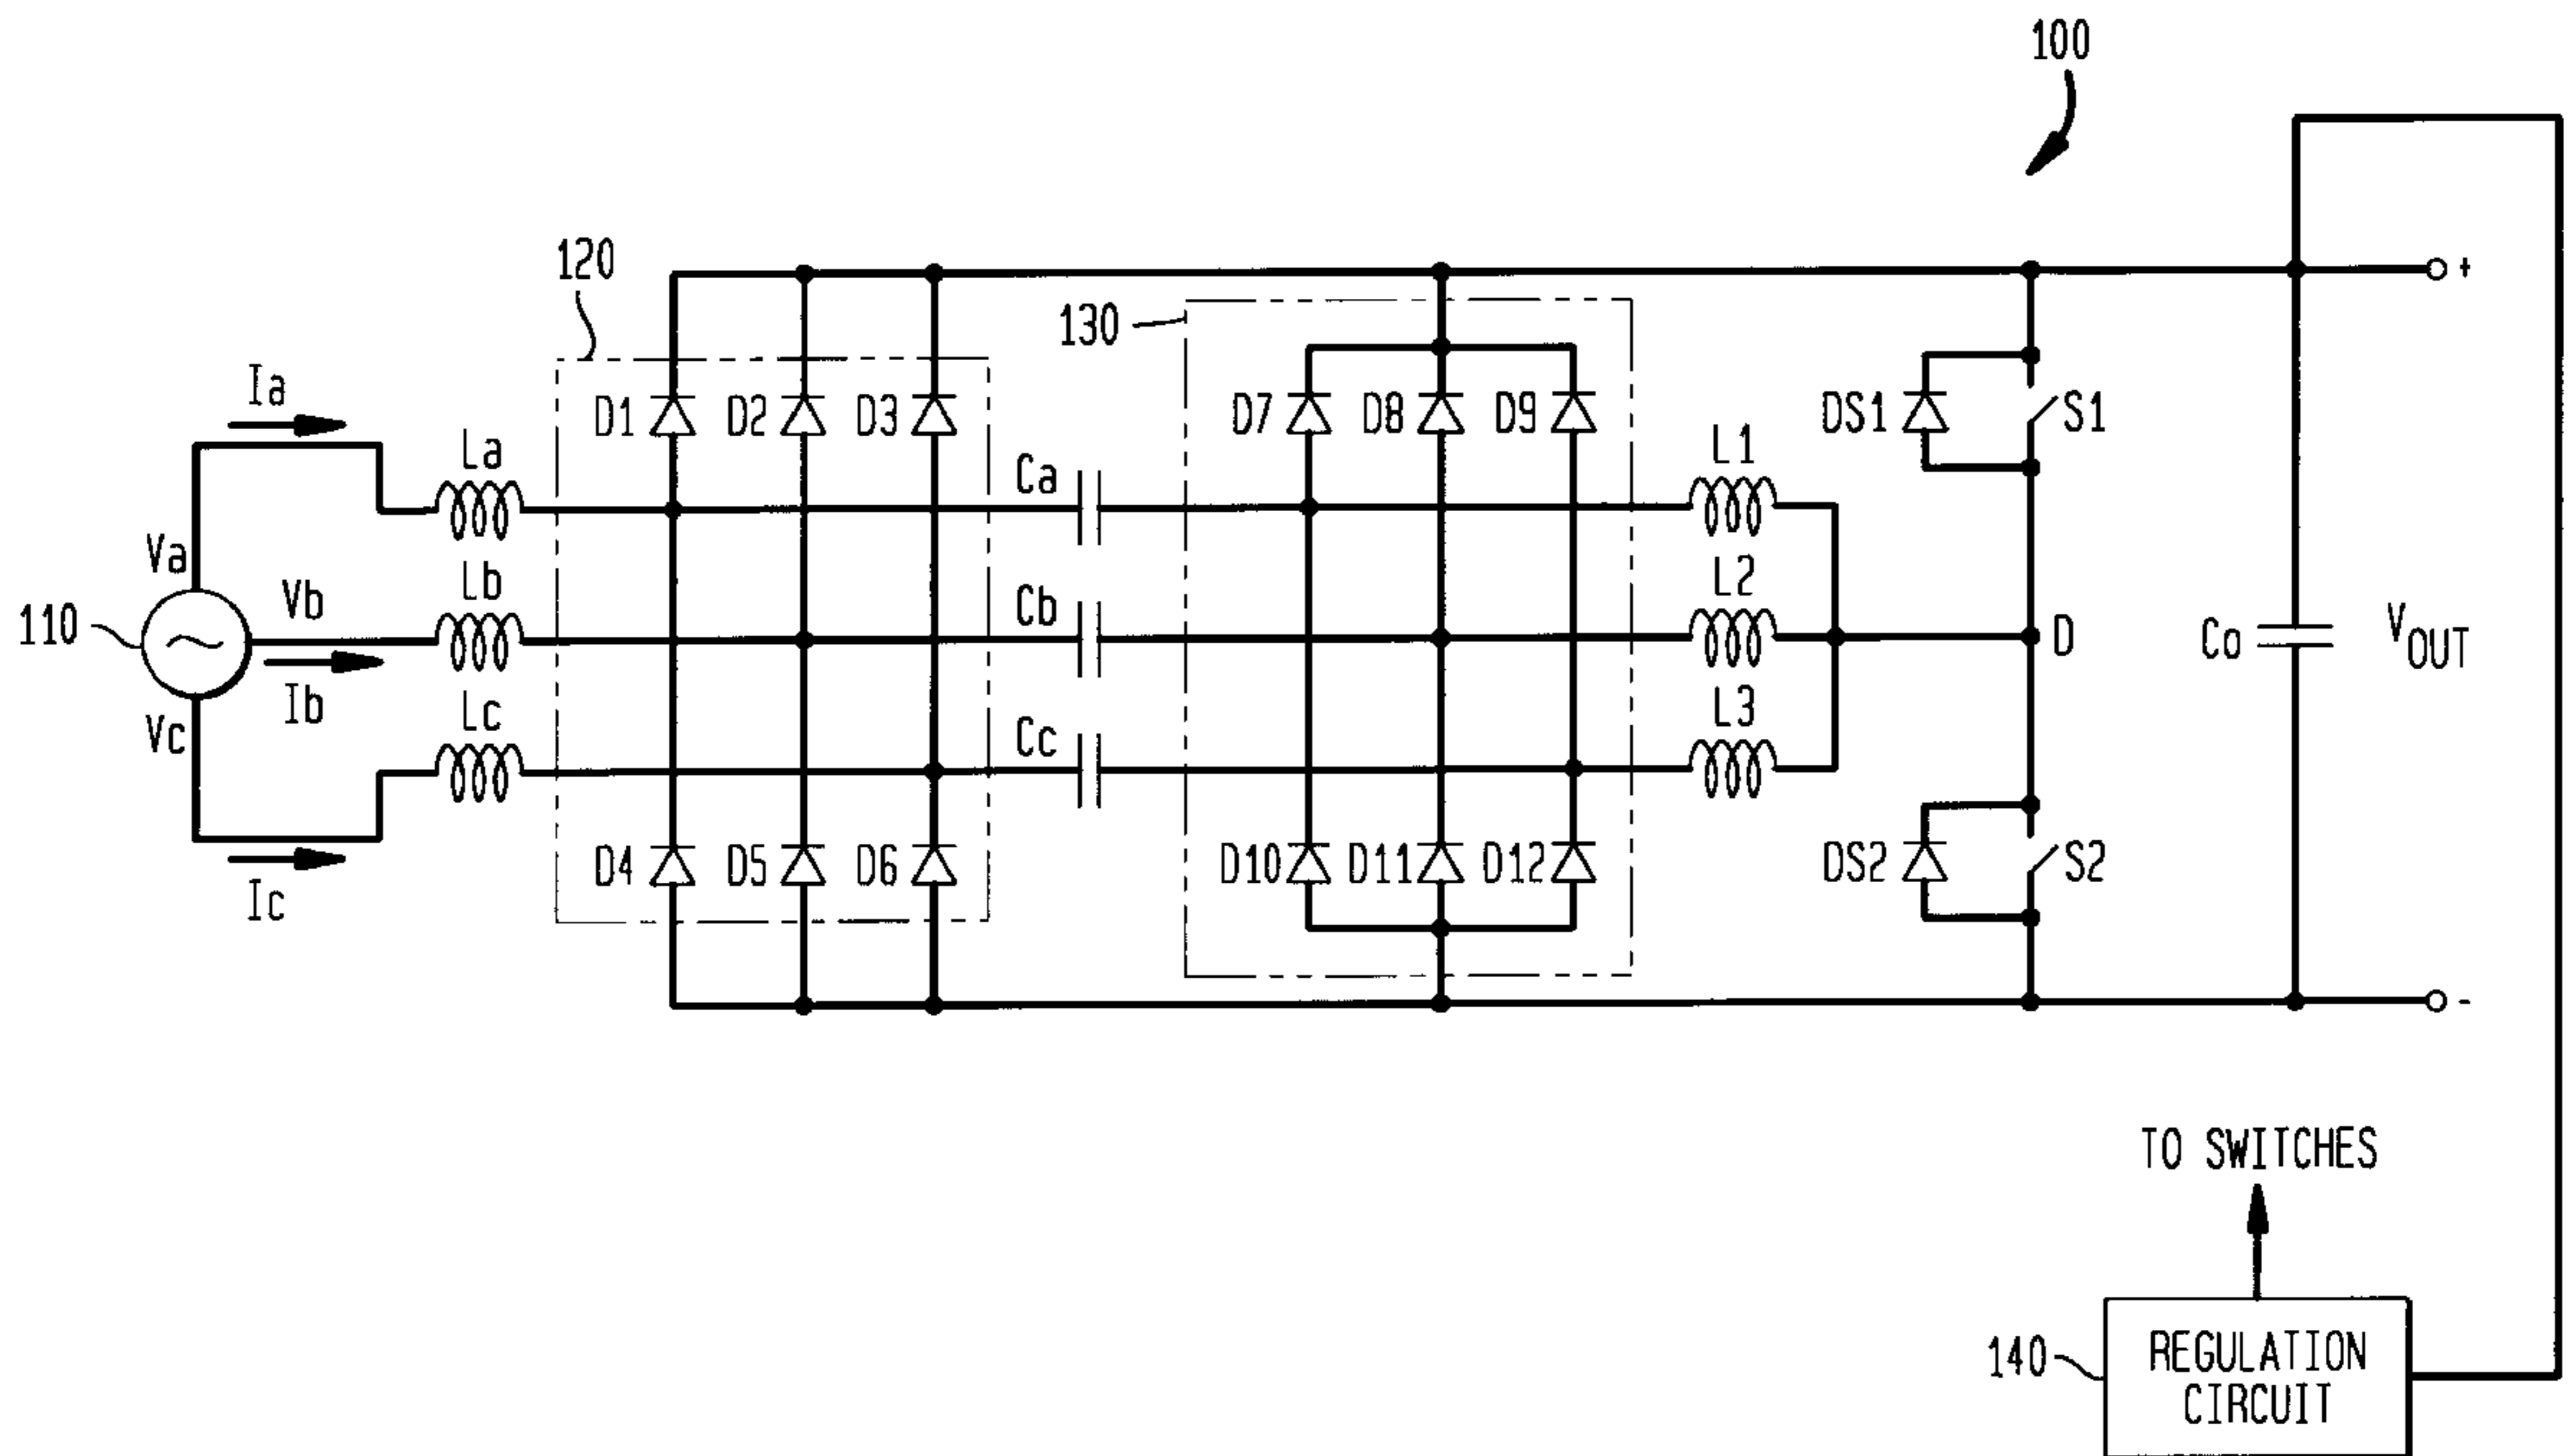 100
120
130
Ia
La
D1
D2
D3
Ca
D7
D8
D9
L1
DS1
S1
+
Va
Vb
Lb
110
Ib
Cb
L2
D
Co
VOUT
Vc
Lc
Cc
L3
Ic
D4
D5
D6
D10
D11
D12
DS2
S2
-
TO SWITCHES
140
REGULATION
CIRCUIT